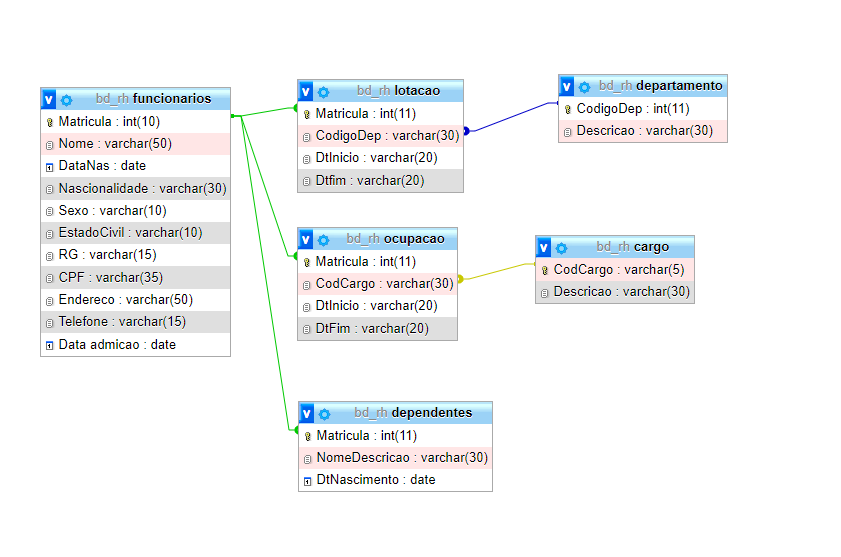 bd_rh funcionarios
Matricula : int(10)
Nome : varchar(50)
DataNas : date
Nascionalidade : varchar(30)
Sexo : varchar(10)
EstadoCivil : varchar(10)
RG : varchar(15)
CPF : varchar(35)
Endereco : varchar(50)
Telefone : varchar(15)
Data admicao : date
bd_rh lotacao
Matricula : int(11)
CodigoDep : varchar(30)
DtInicio : varchar(20)
Dtfim : varchar(20)
bd_rh departamento
CodigoDep : int(11)
Descricao : varchar(30)
bd_rh ocupacao
Matricula : int(11)
CodCargo : varchar(30)
DtInicio : varchar(20)
DtFim : varchar(20)
bd_rh cargo
CodCargo : varchar(5)
Descricao : varchar(30)
bd_rh dependentes
Matricula : int(11)
NomeDescricao : varchar(30)
DtNascimento : date